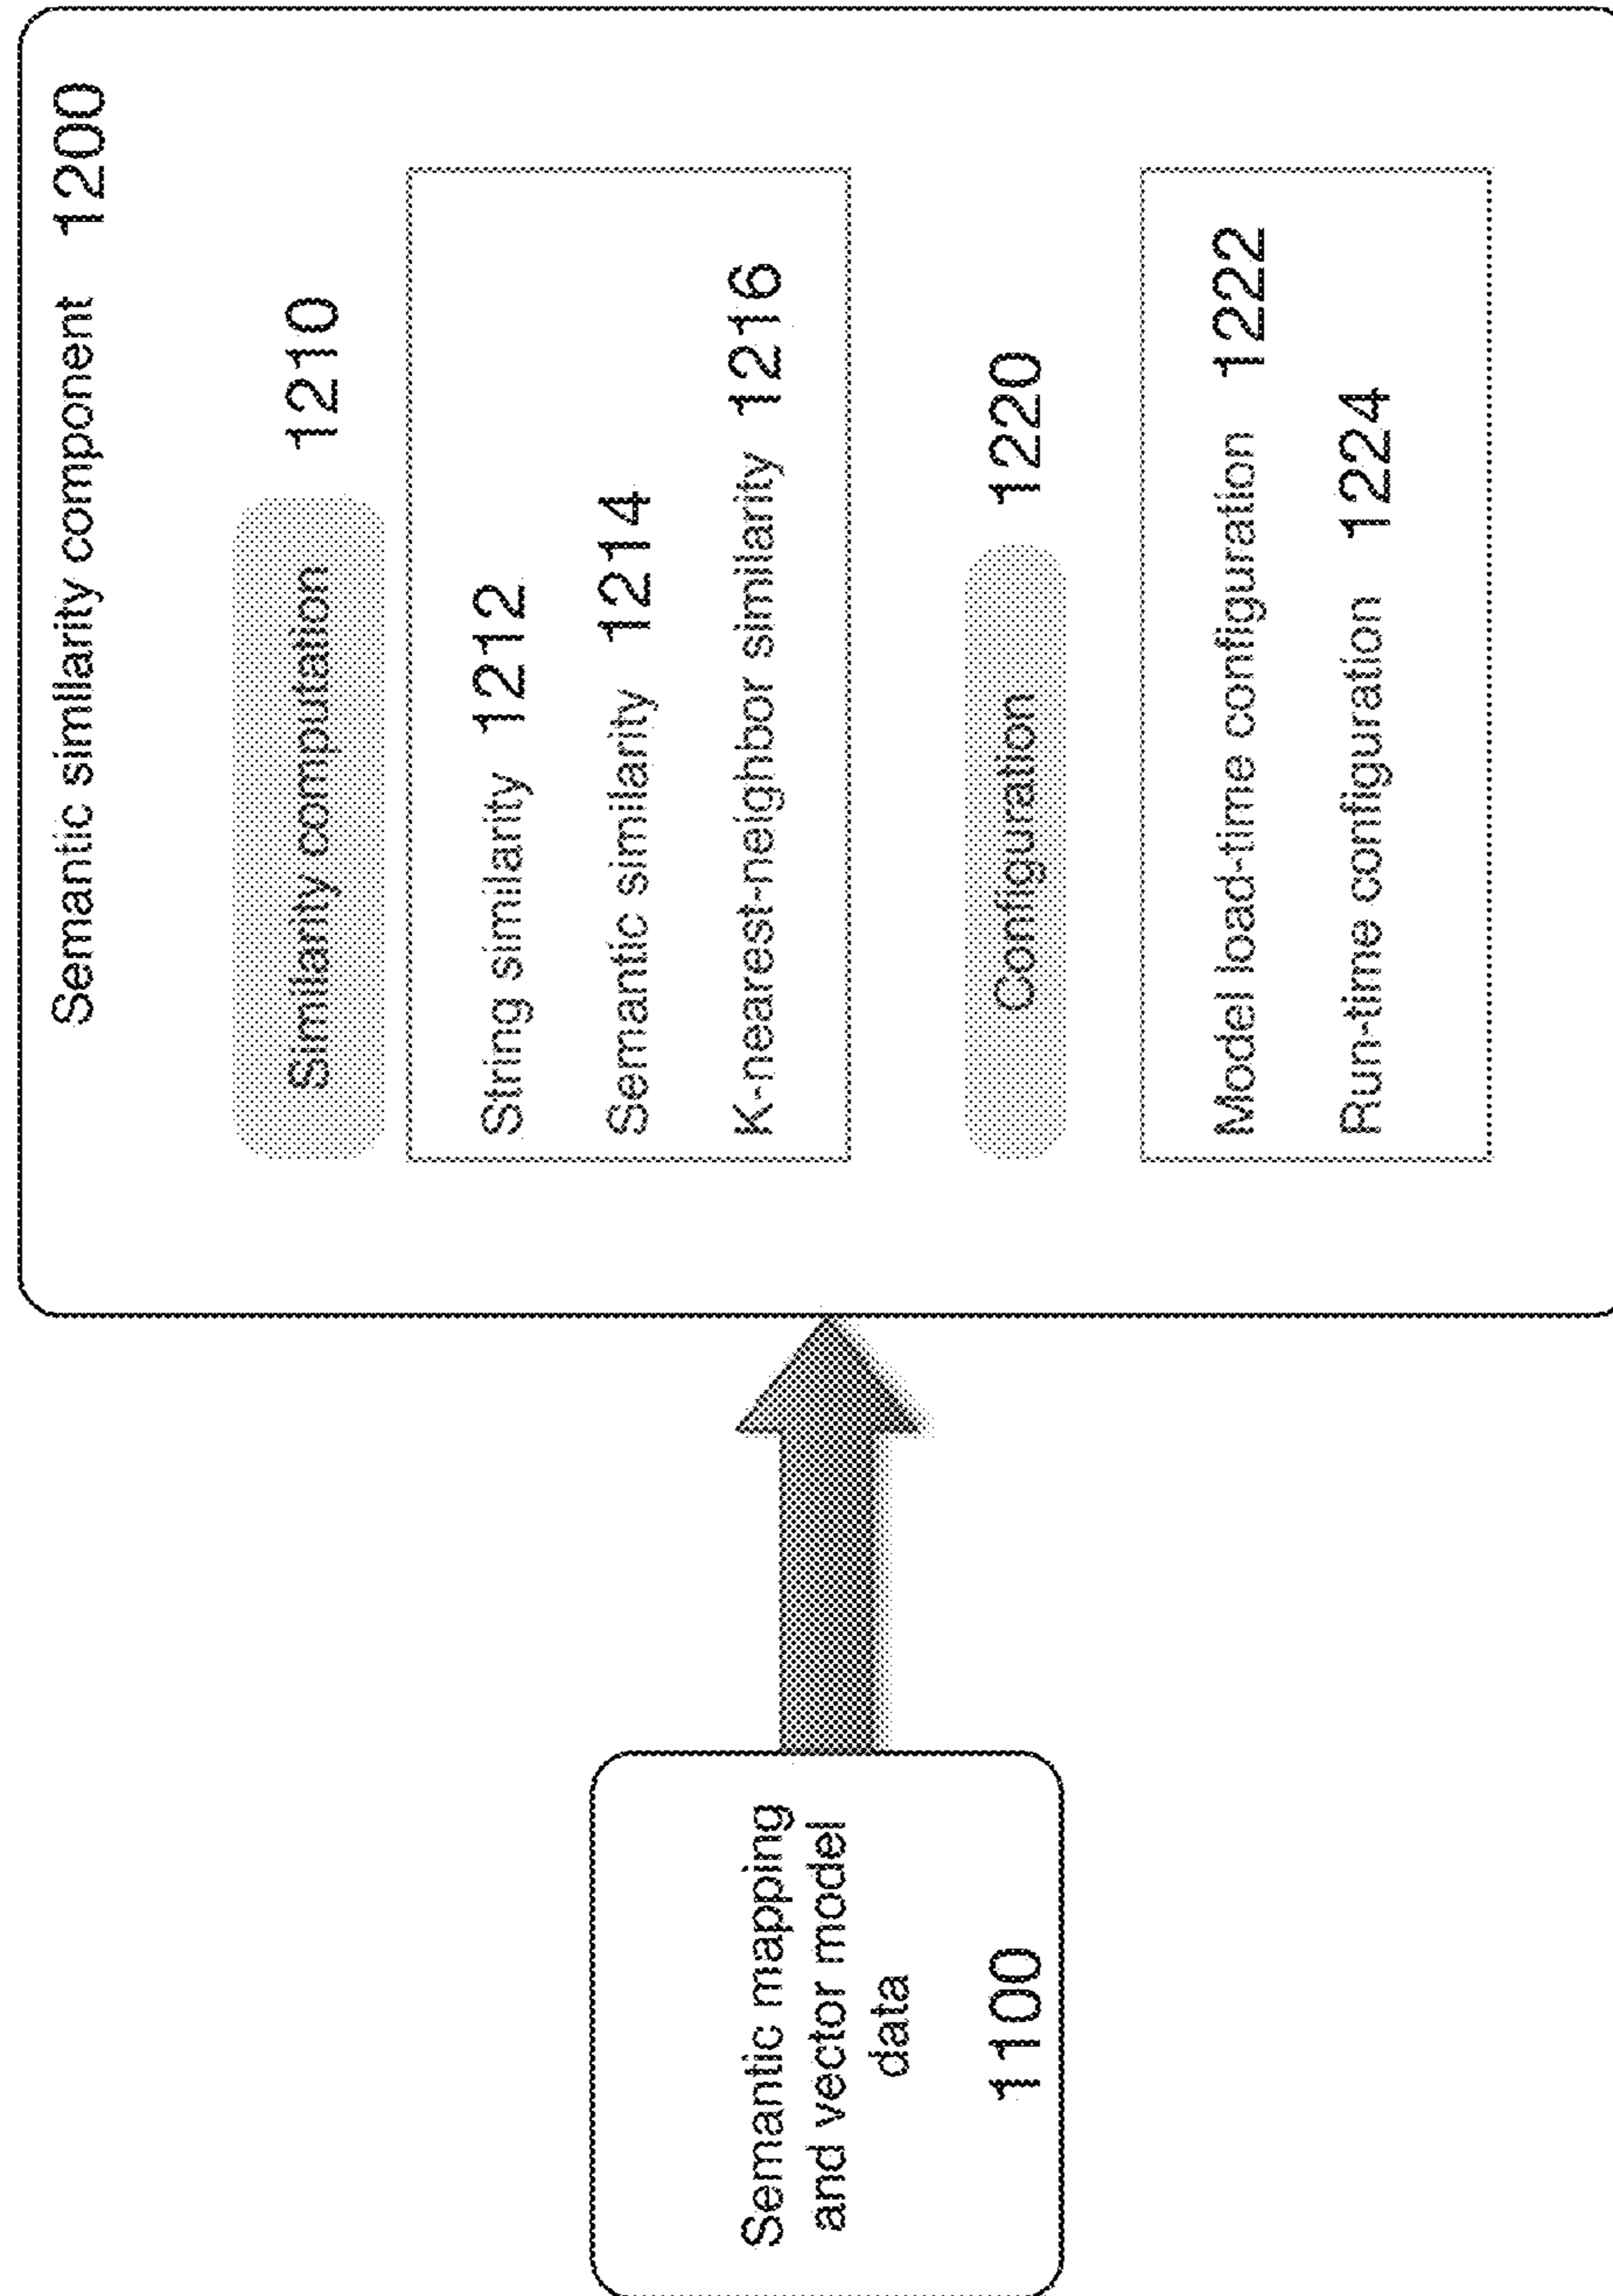 Semantic mapping
and vector model
data
1100
Semantic similarity component 1200
Similarity computation 1210
String similarity 1212
Semantic similarity 1214
K-nearest-neighbor similarity 1216
Configuration 1220
Model load-time configuration 1222
Run-time configuration 1224